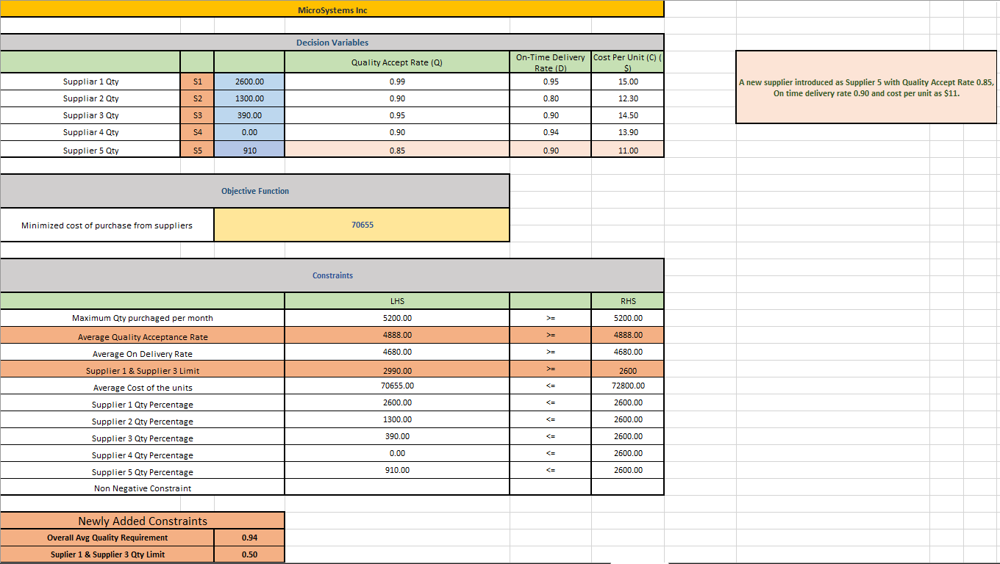 MicroSystems Inc
Decision Variables
Quality Accept Rate (Q)
On-Time Delivery Rate (D)
Cost Per Unit (C) ( $)
Suppliar 1 Qty S1 2600.00 0.99 0.95 15.00
Suppliar 2 Qty S2 1300.00 0.90 0.80 12.30
Suppliar 3 Qty S3 390.00 0.95 0.90 14.50
Suppliar 4 Qty S4 0.00 0.90 0.94 13.90
Supplier 5 Qty S5 910 0.85 0.90 11.00
A new supplier introduced as Supplier 5 with Quality Accept Rate 0.85,
On time delivery rate 0.90 and cost per unit as $11.
Objective Function
Minimized cost of purchase from suppliers 70655
Constraints
LHS RHS
Maximum Qty purchaged per month 5200.00 >= 5200.00
Average Quality Acceptance Rate 4888.00 >= 4888.00
Average On Delivery Rate 4680.00 >= 4680.00
Supplier 1 & Supplier 3 Limit 2990.00 >= 2600
Average Cost of the units 70655.00 <= 72800.00
Supplier 1 Qty Percentage 2600.00 <= 2600.00
Supplier 2 Qty Percentage 1300.00 <= 2600.00
Supplier 3 Qty Percentage 390.00 <= 2600.00
Supplier 4 Qty Percentage 0.00 <= 2600.00
Supplier 5 Qty Percentage 910.00 <= 2600.00
Non Negative Constraint
Newly Added Constraints
Overall Avg Quality Requirement 0.94
Suplier 1 & Supplier 3 Qty Limit 0.50